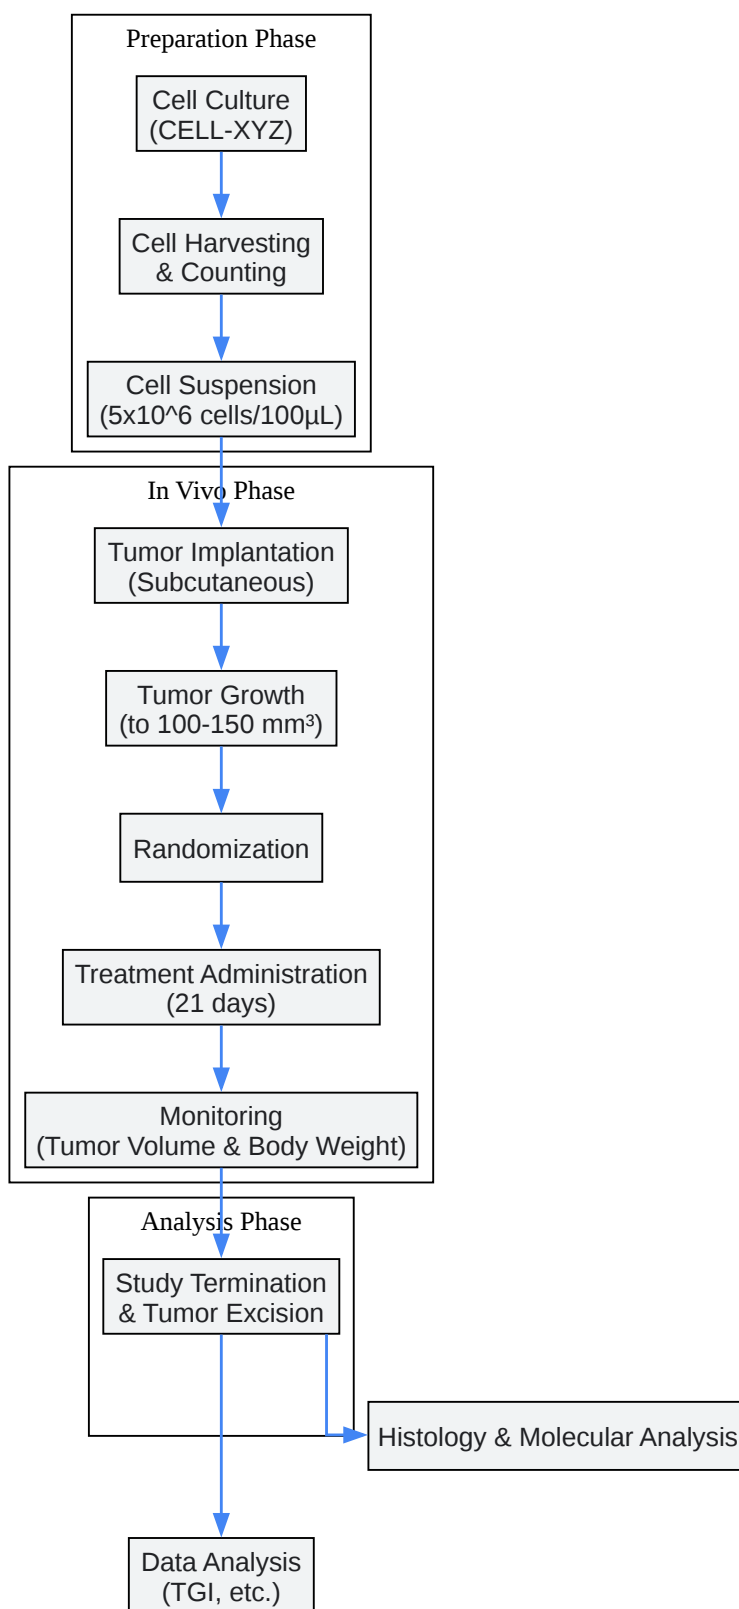 Preparation Phase
Cell Culture
(CELL-XYZ)
Cell Harvesting
& Counting
Cell Suspension
(5x10^6 cells/100µL)
In Vivo Phase
Tumor Implantation
(Subcutaneous)
Tumor Growth
(to 100-150 mm³)
Randomization
Treatment Administration
(21 days)
Monitoring
(Tumor Volume & Body Weight)
Analysis Phase
Study Termination
& Tumor Excision
Histology & Molecular Analysis
Data Analysis
(TGI, etc.)